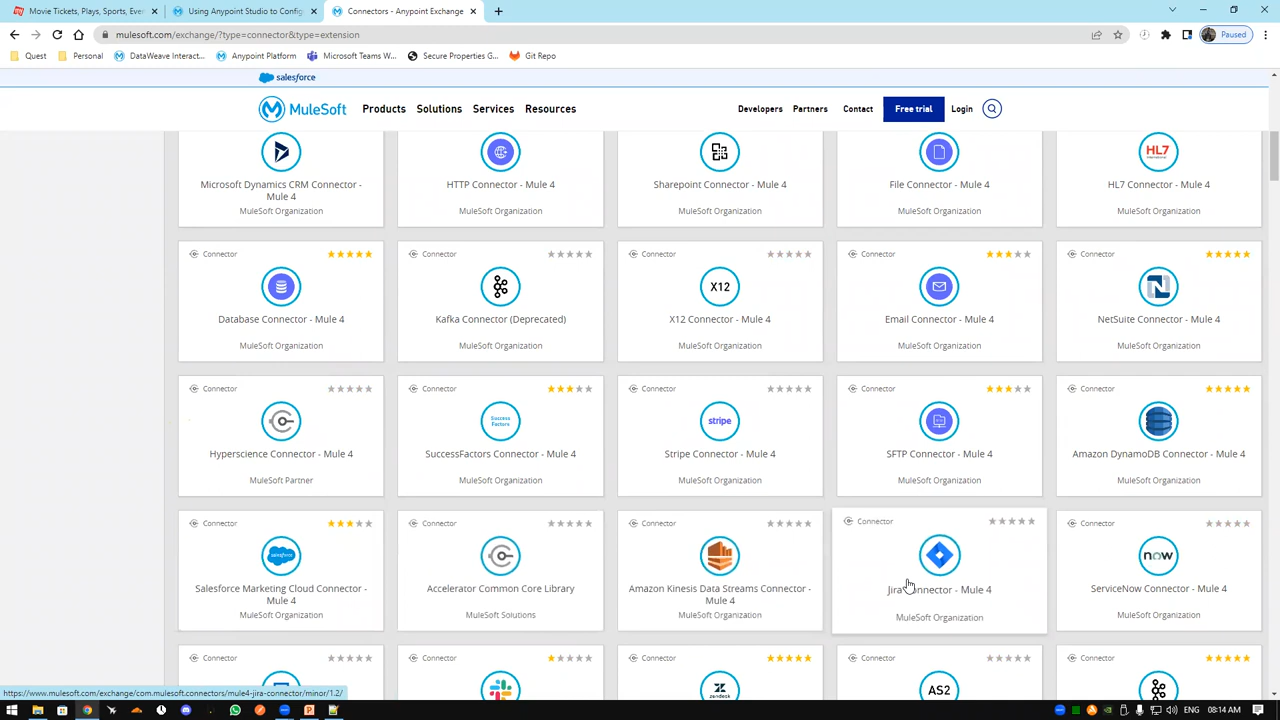 Movie Tickets, Plays, Sports, Even
Using Anypoint Studio to Config
Connectors - Anypoint Exchange
mulesoft.com/exchange/?type=connector&type=extension
Paused
Quest
Personal
DataWeave Interact...
Anypoint Platform
Microsoft Teams W...
Secure Properties G...
Git Repo
salesforce
MuleSoft
Products
Solutions
Services
Resources
Developers
Partners
Contact
Free trial
Login
Microsoft Dynamics CRM Connector -
Mule 4
MuleSoft Organization
HTTP Connector - Mule 4
MuleSoft Organization
Sharepoint Connector - Mule 4
MuleSoft Organization
File Connector - Mule 4
MuleSoft Organization
HL7
International
HL7 Connector - Mule 4
MuleSoft Organization
Connector
Database Connector - Mule 4
MuleSoft Organization
Connector
Kafka Connector (Deprecated)
MuleSoft Organization
Connector
X12
X12 Connector - Mule 4
MuleSoft Organization
Connector
Email Connector - Mule 4
MuleSoft Organization
Connector
NetSuite Connector - Mule 4
MuleSoft Organization
Connector
Hyperscience Connector - Mule 4
MuleSoft Partner
Connector
Success
Factors
SuccessFactors Connector - Mule 4
MuleSoft Organization
Connector
stripe
Stripe Connector - Mule 4
MuleSoft Organization
Connector
SFTP Connector - Mule 4
MuleSoft Organization
Connector
Amazon DynamoDB Connector - Mule 4
MuleSoft Organization
Connector
salesforce
Salesforce Marketing Cloud Connector -
Mule 4
MuleSoft Organization
Connector
Accelerator Common Core Library
MuleSoft Solutions
Connector
Amazon Kinesis Data Streams Connector -
Mule 4
MuleSoft Organization
Connector
Jira Connector - Mule 4
MuleSoft Organization
Connector
now
ServiceNow Connector - Mule 4
MuleSoft Organization
Connector
Connector
Connector
zendesk
Connector
AS2
Connector
https://www.mulesoft.com/exchange/com.mulesoft.connectors/mule4-jira-connector/minor/1.2/
ENG
08:14 AM